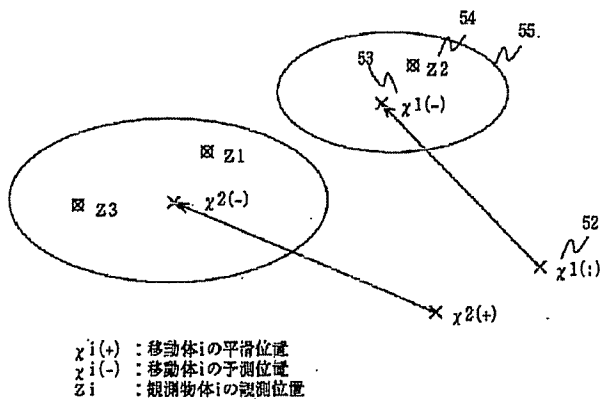 54
55.
53
⊠ Z2
χ1(-)
⊠ Z1
⊠ Z3
χ2(-)
52
χ1(:)
χ2(+)
χi(+) :移動体iの平滑位置
χi(-) :移動体iの予測位置
Zi :観測物体iの観測位置